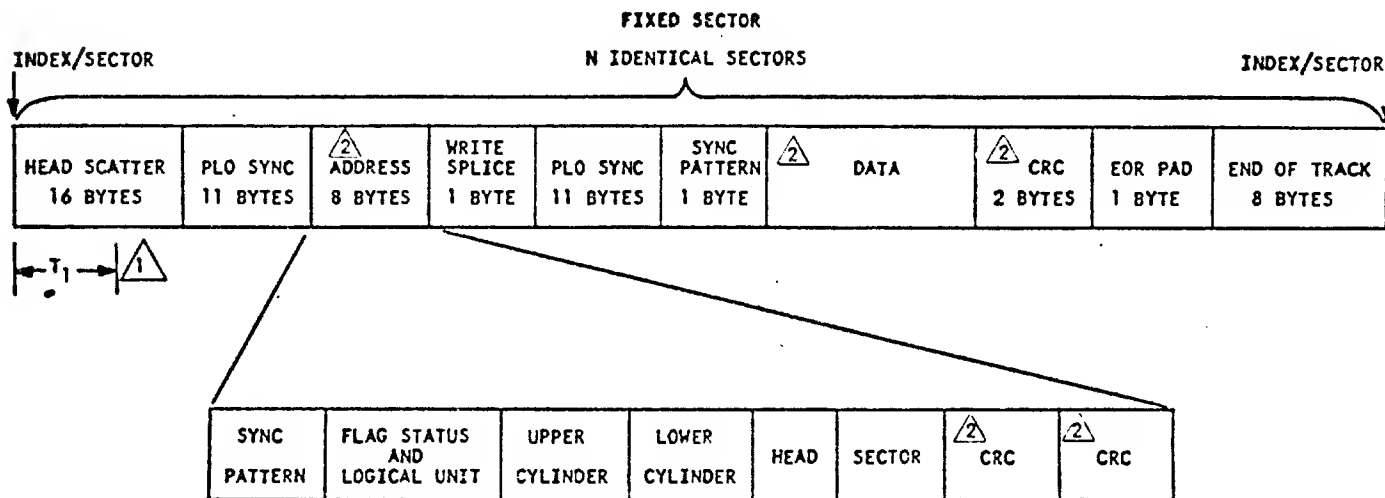 FIXED SECTOR
INDEX/SECTOR
N IDENTICAL SECTORS
INDEX/SECTOR
HEAD SCATTER
16 BYTES
PLO SYNC
11 BYTES
2
ADDRESS
8 BYTES
WRITE
SPLICE
1 BYTE
PLO SYNC
11 BYTES
SYNC
PATTERN
1 BYTE
2
DATA
2
CRC
2 BYTES
EOR PAD
1 BYTE
END OF TRACK
8 BYTES
T1
1
SYNC
PATTERN
FLAG STATUS
AND
LOGICAL UNIT
UPPER
CYLINDER
LOWER
CYLINDER
HEAD
SECTOR
2
CRC
2
CRC